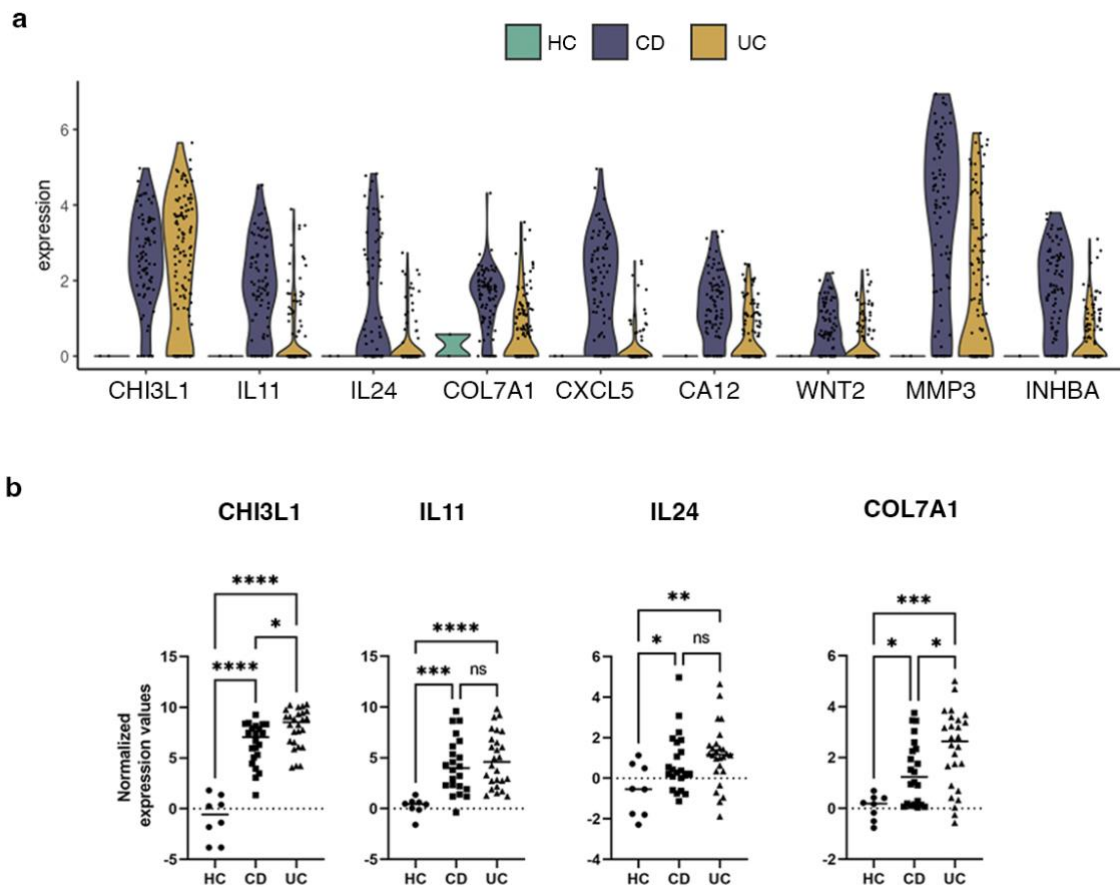 a
HC CD UC
expression
6
4
2
0
CHI3L1 IL11 IL24 COL7A1 CXCL5 CA12 WNT2 MMP3 INHBA
b
CHI3L1 IL11 IL24 COL7A1
Normalized
expression values
**** * ****
15
10
5
0
-5
HC CD UC
**** *** ns
15
10
5
0
-5
HC CD UC
** * ns
6
4
2
0
-2
-4
HC CD UC
*** * *
6
4
2
0
-2
HC CD UC